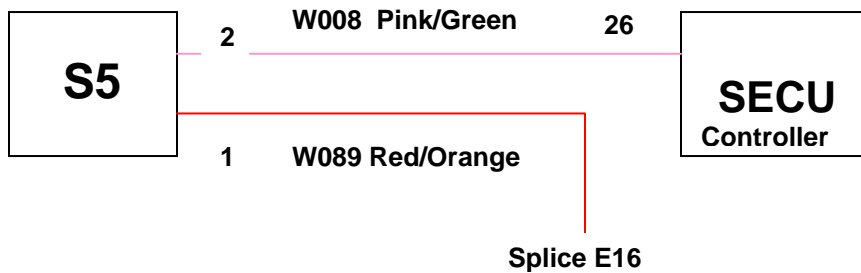 2 W008 Pink/Green 26
S5
SECU
Controller
1 W089 Red/Orange
Splice E16